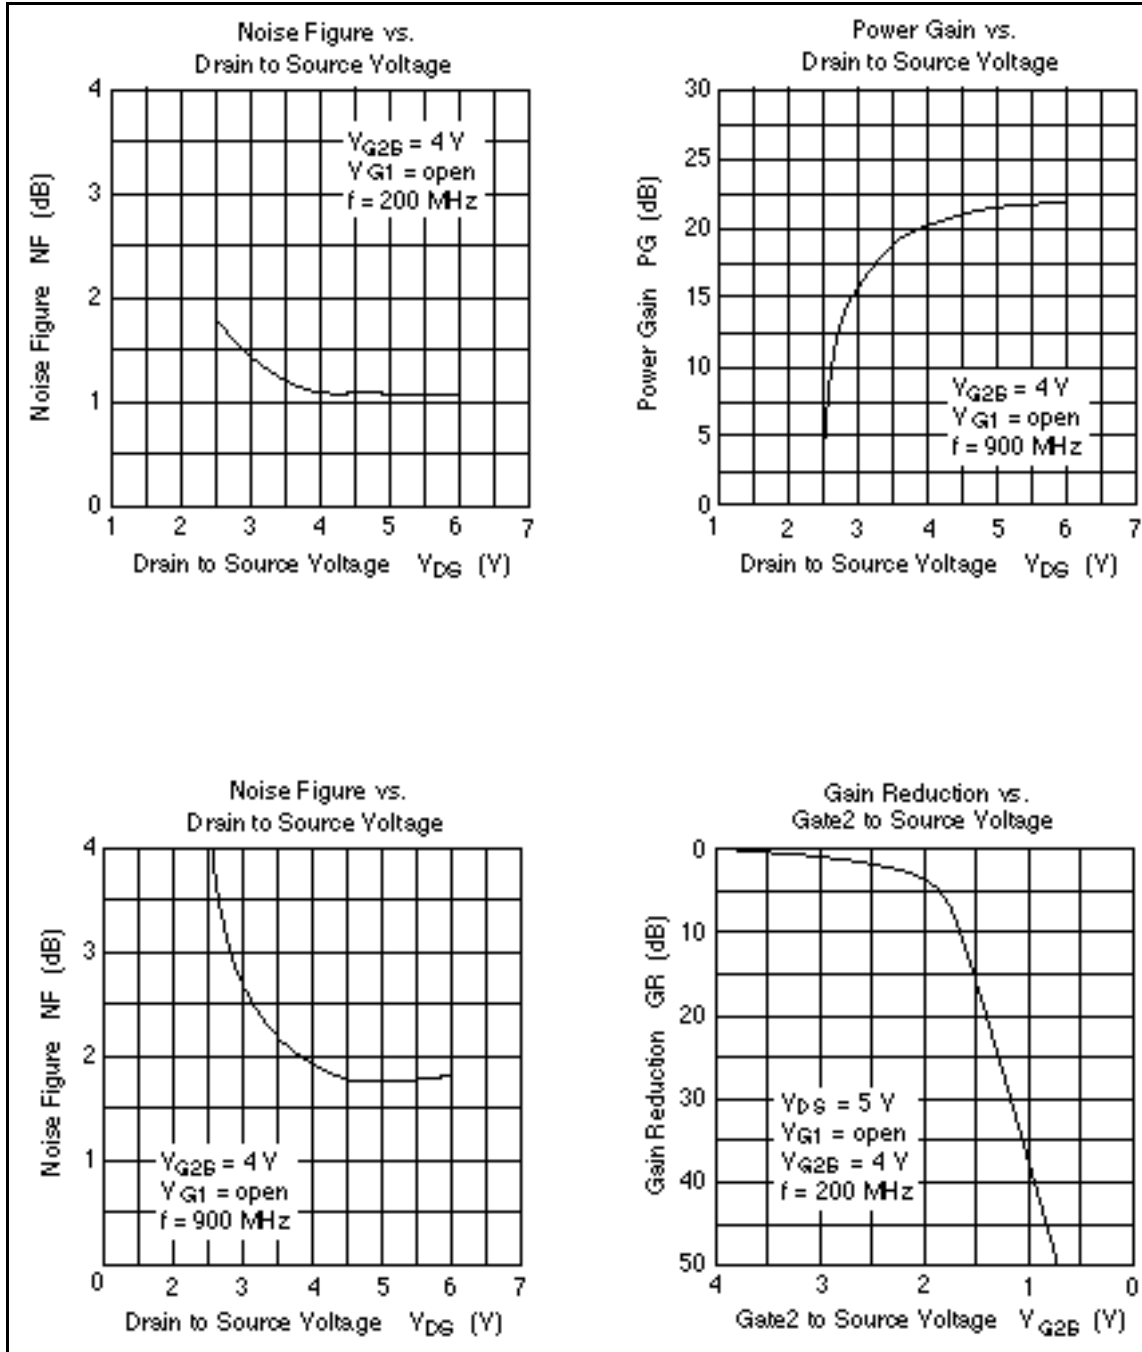 Noise Figure vs.
Drain to Source Voltage
4
3
2
1
0
Noise Figure NF (dB)
V G2S = 4 V
V G1 = open
f = 200 MHz
1 2 3 4 5 6 7
Drain to Source Voltage V DS (V)
Power Gain vs.
Drain to Source Voltage
30
25
20
15
10
5
0
Power Gain PG (dB)
V G2S = 4 V
V G1 = open
f = 900 MHz
1 2 3 4 5 6 7
Drain to Source Voltage V DS (V)
Noise Figure vs.
Drain to Source Voltage
4
3
2
1
Noise Figure NF (dB)
V G2S = 4 V
V G1 = open
f = 900 MHz
0 2 3 4 5 6 7
Drain to Source Voltage V DS (V)
Gain Reduction vs.
Gate2 to Source Voltage
0
10
20
30
40
50
Gain Reduction GR (dB)
V DS = 5 V
V G1 = open
V G2S = 4 V
f = 200 MHz
4 3 2 1 0
Gate2 to Source Voltage V G2S (V)